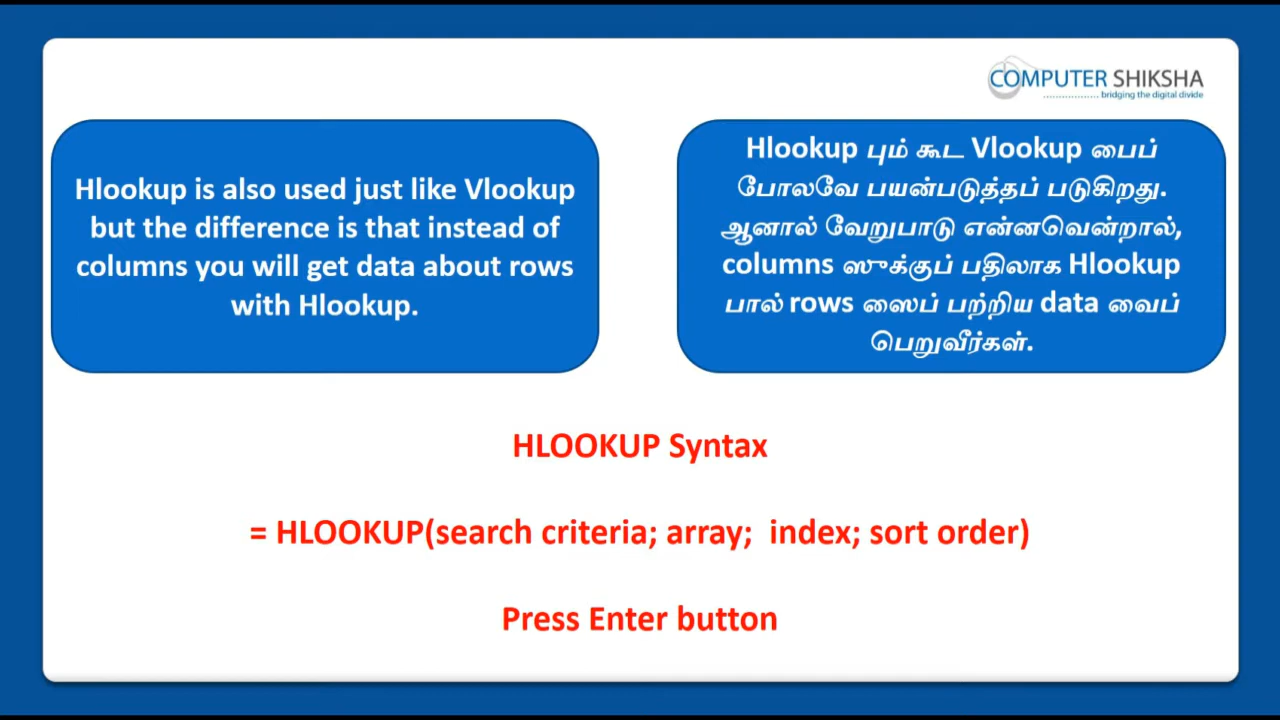 COMPUTER SHIKSHA
bridging the digital divide
Hlookup is also used just like Vlookup
but the difference is that instead of
columns you will get data about rows
with Hlookup.
Hlookup பும் கூட Vlookup பைப்
போலவே பயன்படுத்தப் படுகிறது.
ஆனால் வேறுபாடு என்னவென்றால்,
columns ஸுக்குப் பதிலாக Hlookup
பால் rows ஸைப் பற்றிய data வைப்
பெறுவீர்கள்.
HLOOKUP Syntax
= HLOOKUP(search criteria; array;  index; sort order)
Press Enter button